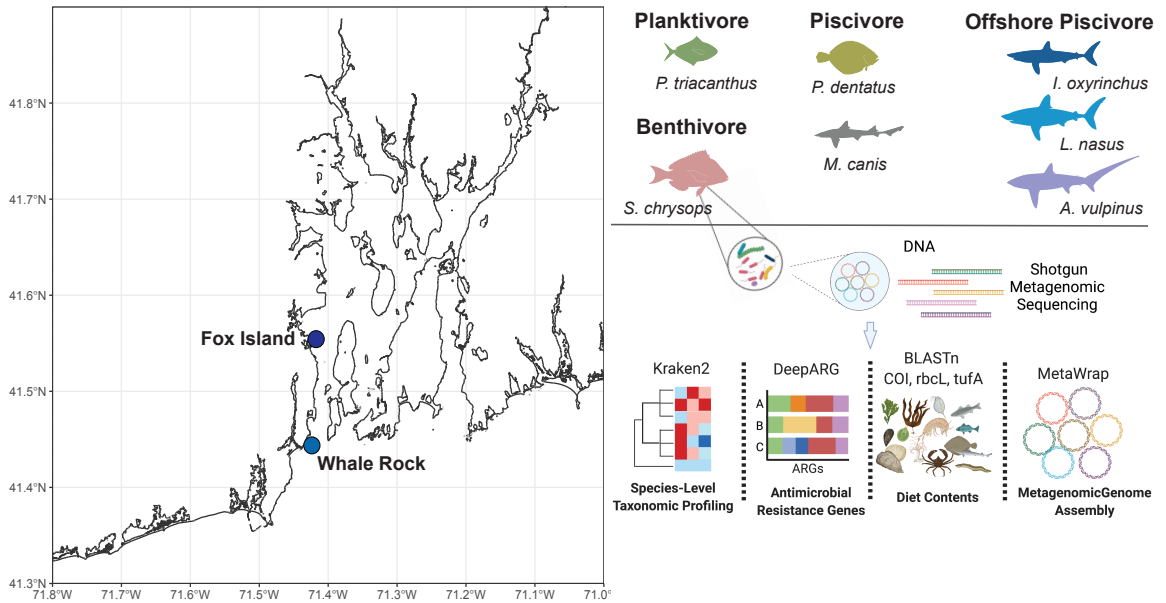 41.8°N
41.7°N
41.6°N
41.5°N
41.4°N
41.3°N
71.8°W
71.7°W
71.6°W
71.5°W
71.4°W
71.3°W
71.2°W
71.1°W
71.0°
Fox Island
Whale Rock
Planktivore
P. triacanthus
Benthivore
S. chrysops
Piscivore
P. dentatus
M. canis
Offshore Piscivore
I. oxyrinchus
L. nasus
A. vulpinus
DNA
Shotgun
Metagenomic
Sequencing
Kraken2
Species-Level
Taxonomic Profiling
DeepARG
A
B
C
ARGs
Antimicrobial
Resistance Genes
BLASTn
COI, rbcL, tufA
Diet Contents
MetaWrap
MetagenomicGenome
Assembly